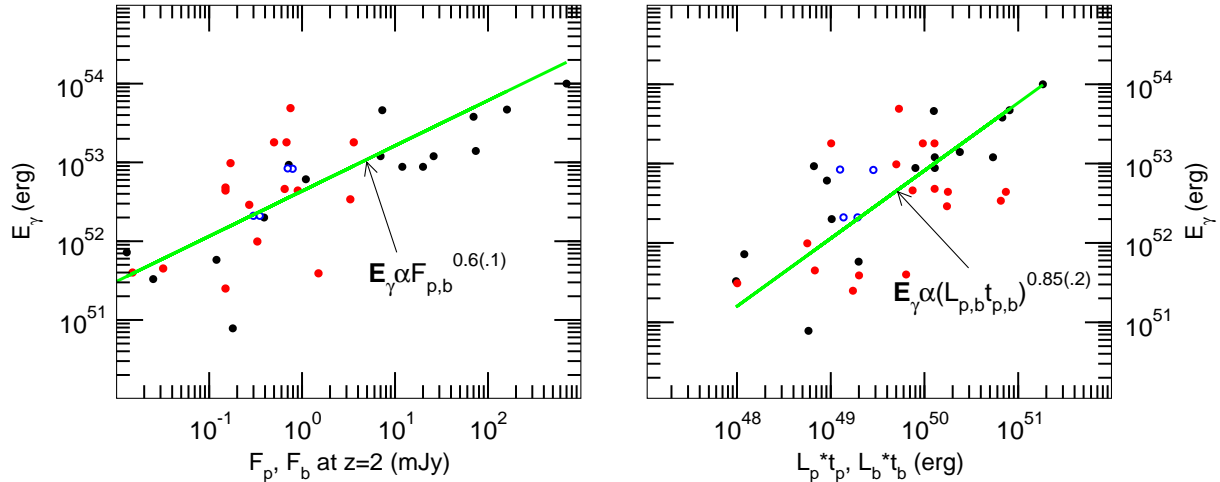 E_γ (erg)
10^54
10^53
10^52
10^51
E_γ αF_p,b^0.6(.1)
10^-1 10^0 10^1 10^2
F_p, F_b at z=2 (mJy)
E_γ α(L_p,b t_p,b)^0.85(.2)
10^54
10^53
10^52
10^51
E_γ (erg)
10^48 10^49 10^50 10^51
L_p*t_p, L_b*t_b (erg)